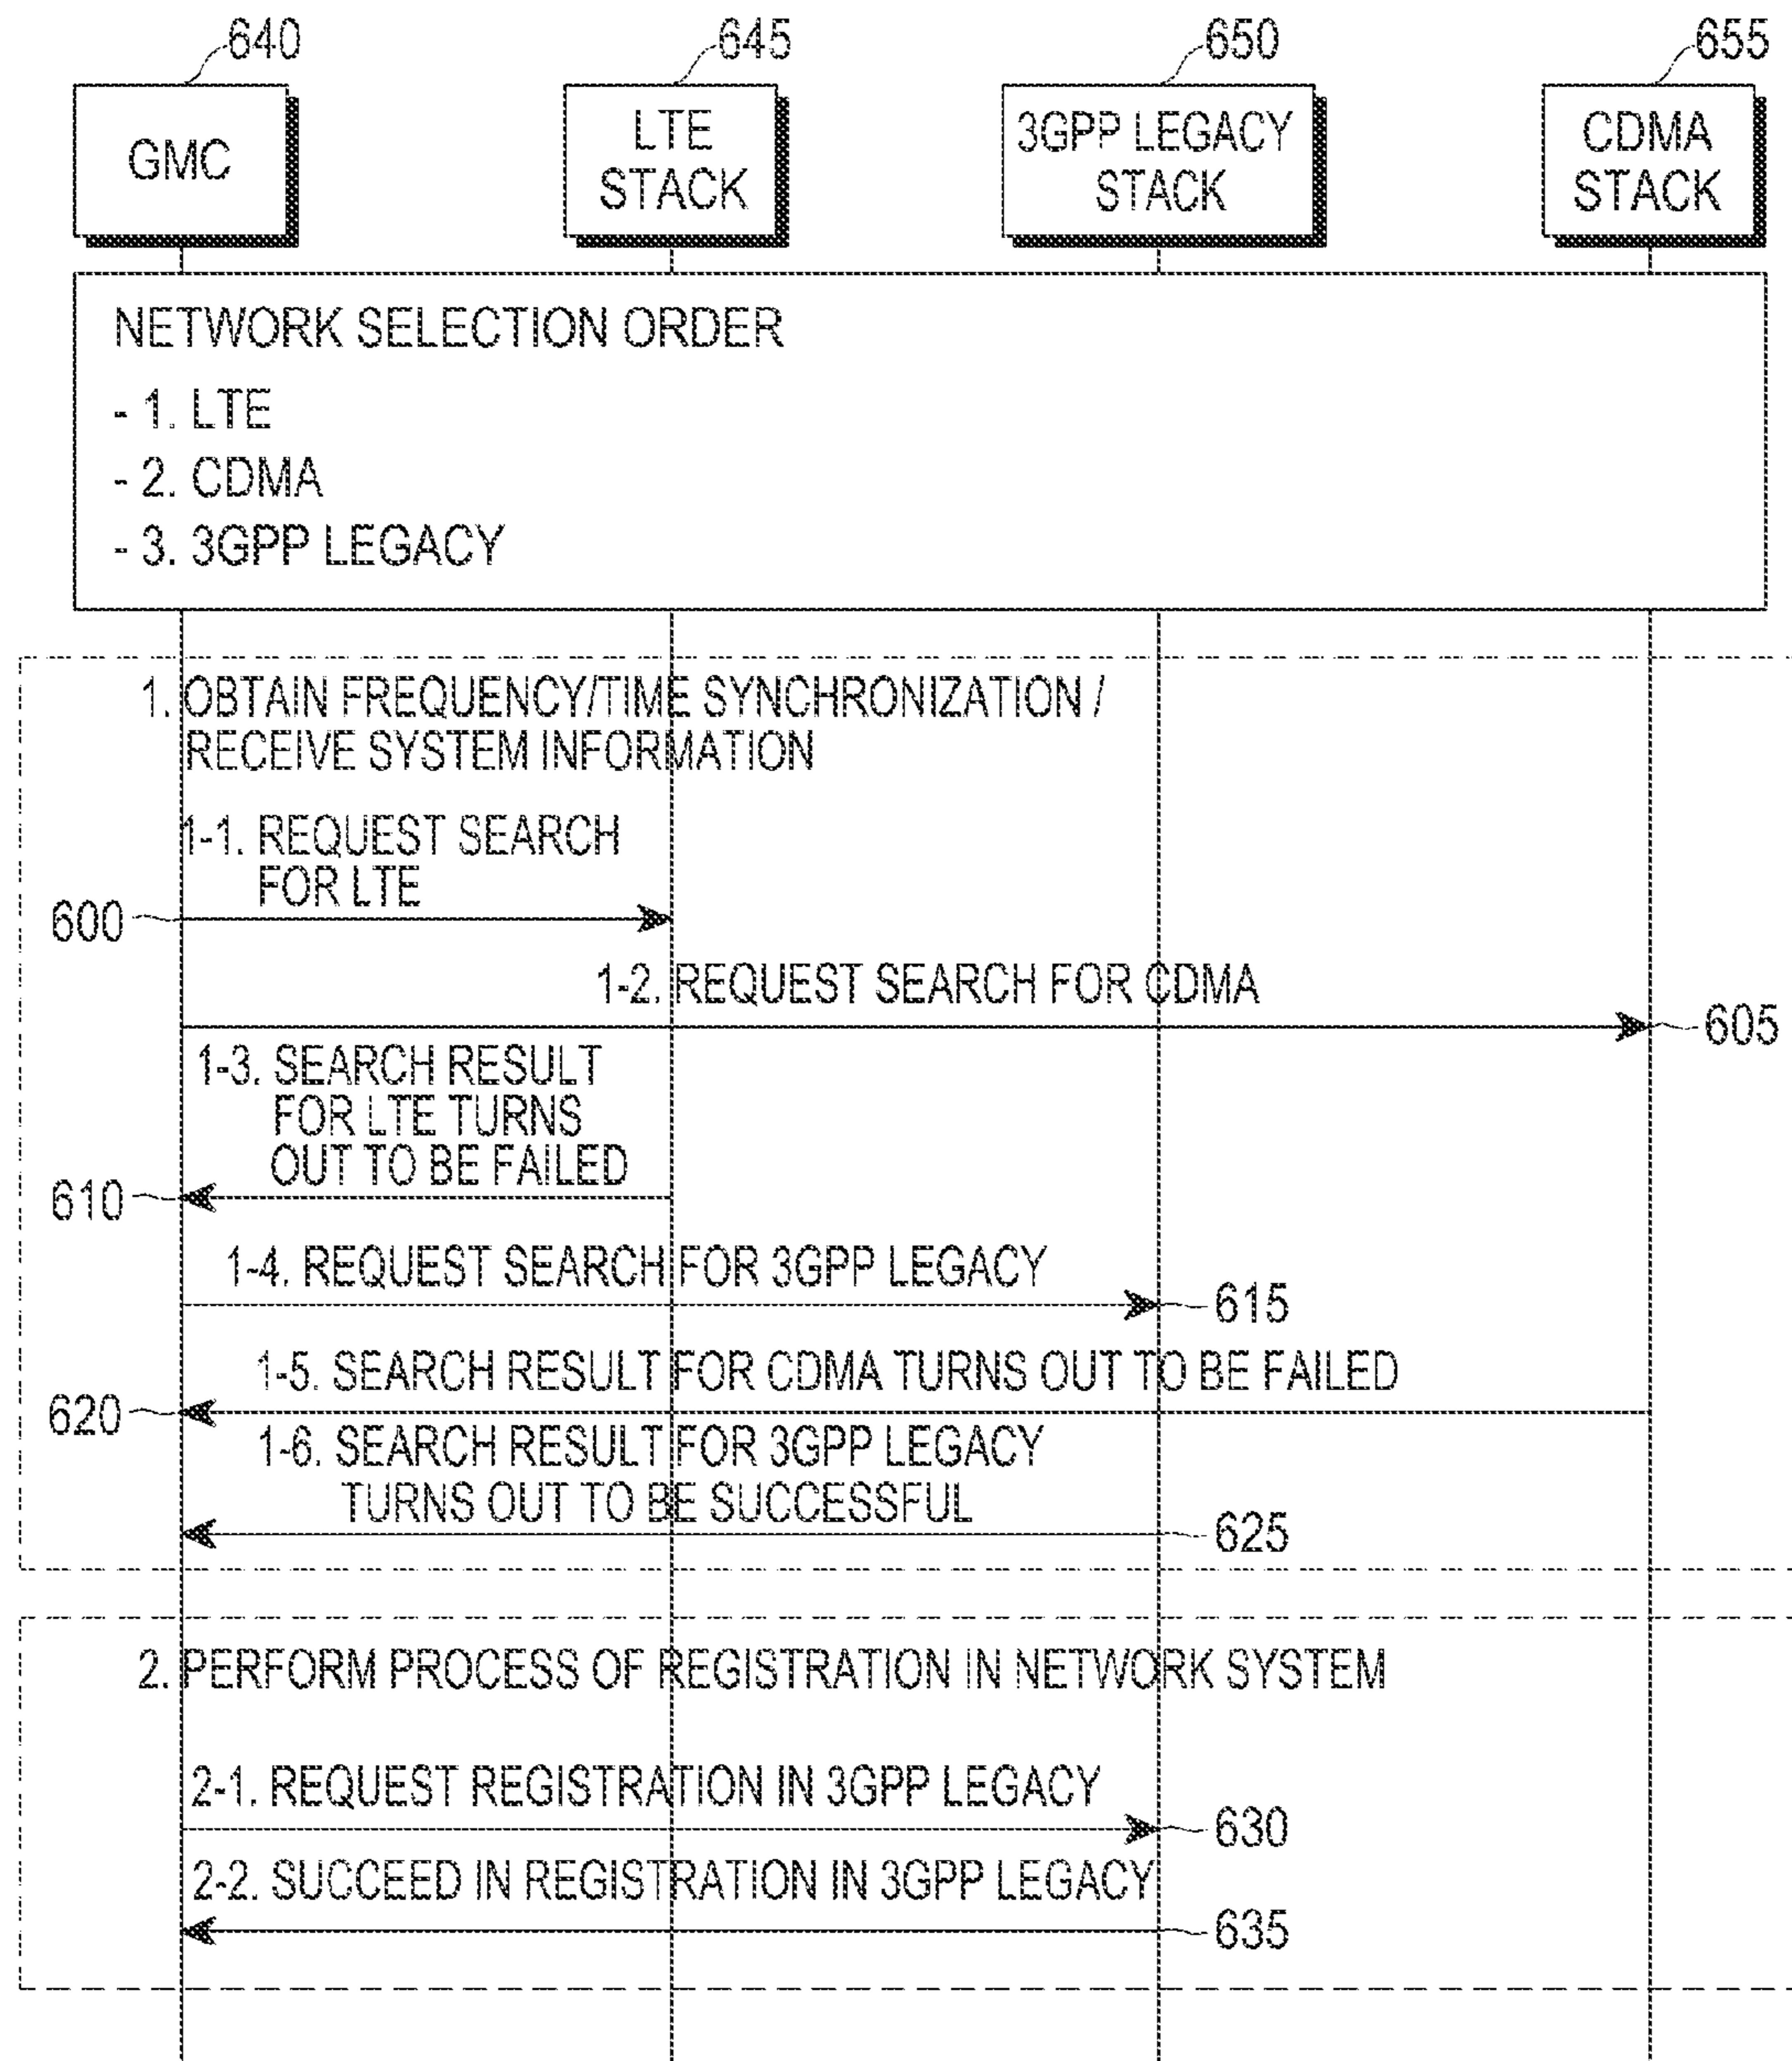 640
645
650
655
GMC
LTE
STACK
3GPP LEGACY
STACK
CDMA
STACK
NETWORK SELECTION ORDER
- 1. LTE
- 2. CDMA
- 3. 3GPP LEGACY
1. OBTAIN FREQUENCY/TIME SYNCHRONIZATION /
RECEIVE SYSTEM INFORMATION
1-1. REQUEST SEARCH
FOR LTE
600
1-2. REQUEST SEARCH FOR CDMA
605
1-3. SEARCH RESULT
FOR LTE TURNS
OUT TO BE FAILED
610
1-4. REQUEST SEARCH FOR 3GPP LEGACY
615
1-5. SEARCH RESULT FOR CDMA TURNS OUT TO BE FAILED
620
1-6. SEARCH RESULT FOR 3GPP LEGACY
TURNS OUT TO BE SUCCESSFUL
625
2. PERFORM PROCESS OF REGISTRATION IN NETWORK SYSTEM
2-1. REQUEST REGISTRATION IN 3GPP LEGACY
630
2-2. SUCCEED IN REGISTRATION IN 3GPP LEGACY
635